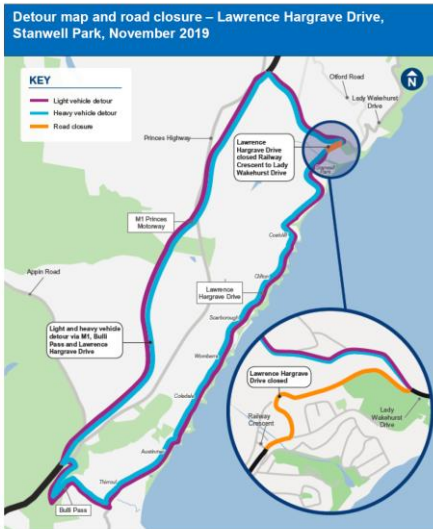 Detour map and road closure – Lawrence Hargrave Drive,
Stanwell Park, November 2019
KEY
Light vehicle detour
Heavy vehicle detour
Road closure
N
Otford Road
Lady Wakehurst
Drive
Princes Highway
Lawrence
Hargrave Drive
closed Railway
Crescent to Lady
Wakehurst Drive
Stanwell
Park
M1 Princes
Motorway
Coalcliff
Appin Road
Clifton
Lawrence
Hargrave Drive
Scarborough
Light and heavy vehicle
detour via M1, Bulli
Pass and Lawrence
Hargrave Drive
Wombarra
Coledale
Austinmer
Thirroul
Bulli Pass
Lawrence Hargrave
Drive closed
Railway
Crescent
Lady
Wakehurst
Drive